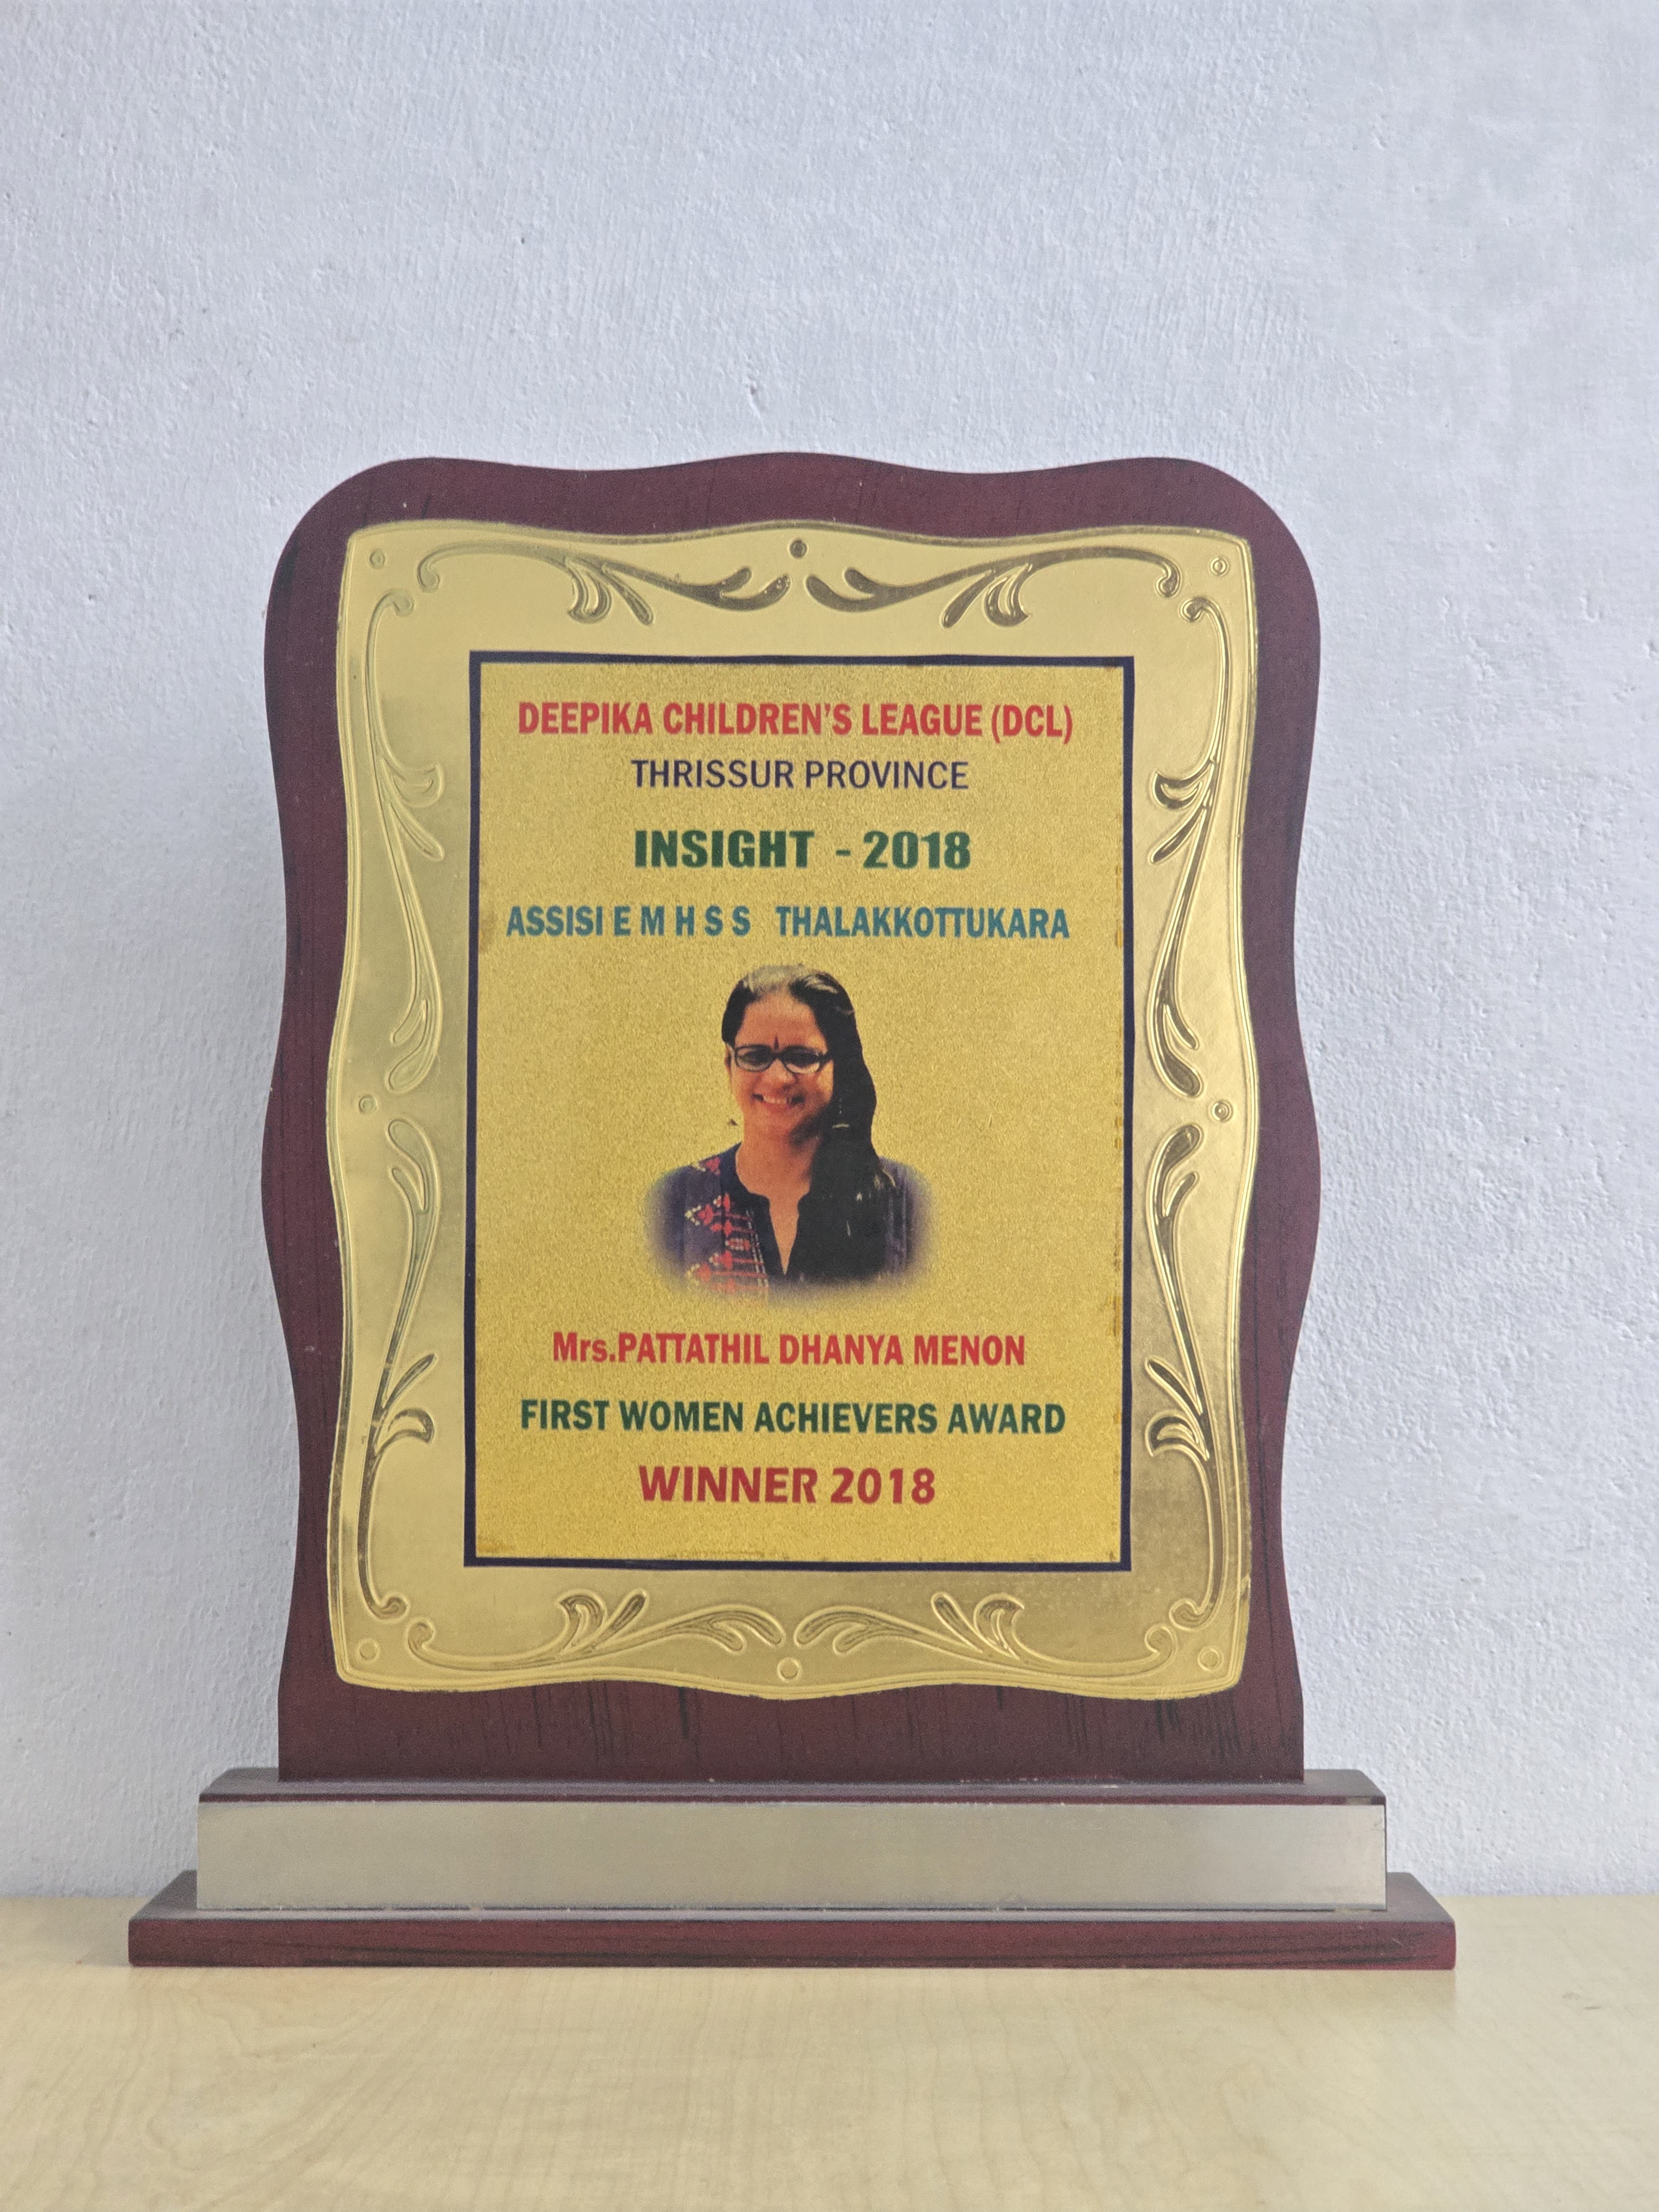 DEEPIKA CHILDREN'S LEAGUE (DCL)
THRISSUR PROVINCE
INSIGHT - 2018
ASSISI E M H S S THALAKKOTTUKARA
Mrs.PATTATHIL DHANYA MENON
FIRST WOMEN ACHIEVERS AWARD
WINNER 2018